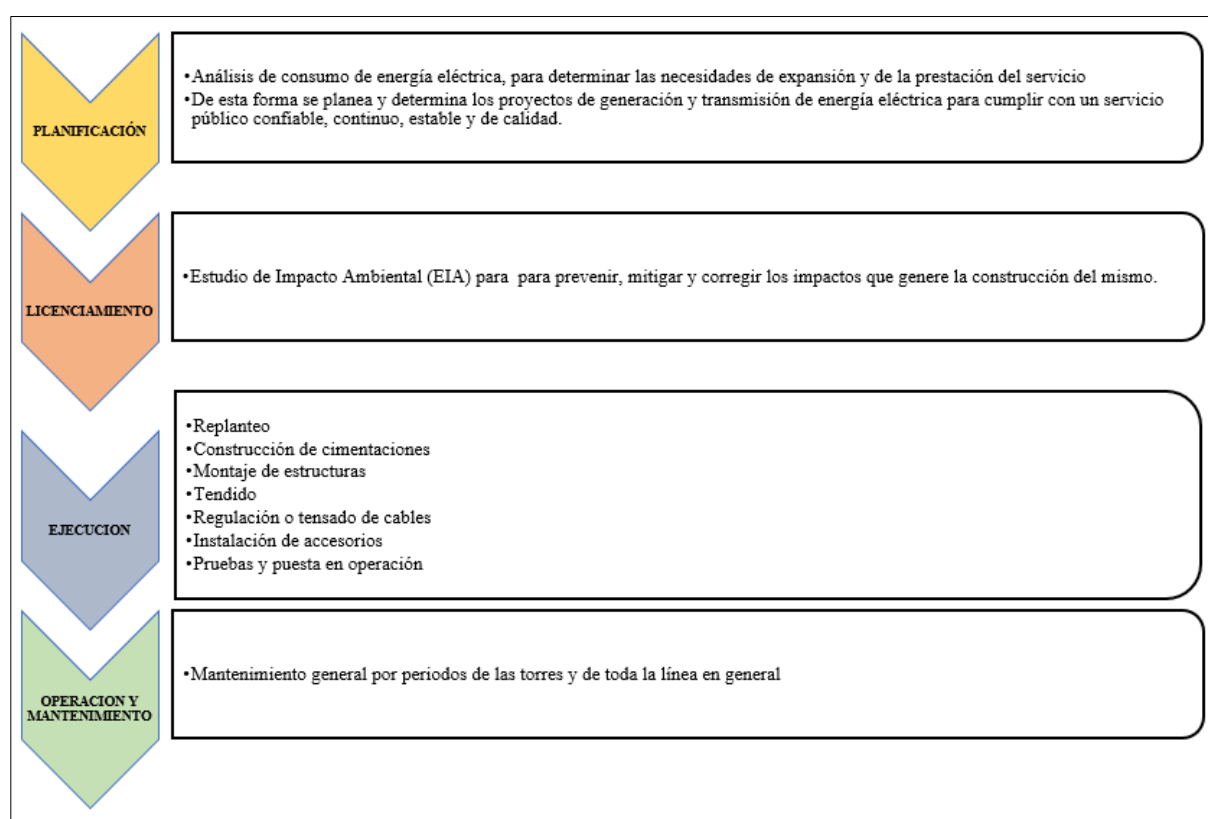 PLANIFICACIÓN
•Análisis de consumo de energía eléctrica, para determinar las necesidades de expansión y de la prestación del servicio
•De esta forma se planea y determina los proyectos de generación y transmisión de energía eléctrica para cumplir con un servicio
público confiable, continuo, estable y de calidad.
LICENCIAMIENTO
•Estudio de Impacto Ambiental (EIA) para  para prevenir, mitigar y corregir los impactos que genere la construcción del mismo.
EJECUCION
•Replanteo
•Construcción de cimentaciones
•Montaje de estructuras
•Tendido
•Regulación o tensado de cables
•Instalación de accesorios
•Pruebas y puesta en operación
OPERACION Y
MANTENIMIENTO
•Mantenimiento general por periodos de las torres y de toda la línea en general